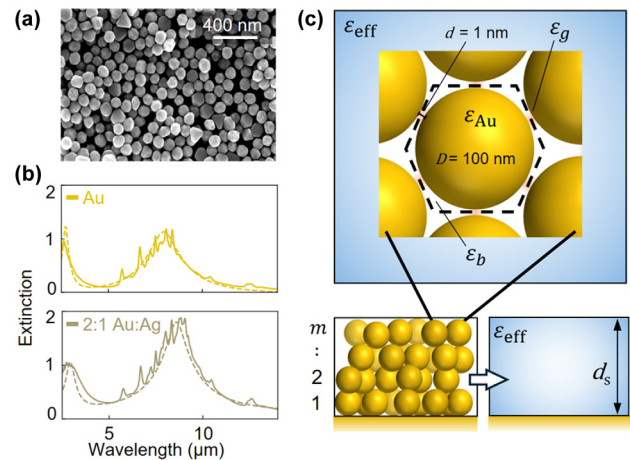 (a)
400 nm
(b)
Extinction
2
1
0
Au
2
1
0
2:1 Au:Ag
5
10
Wavelength (μm)
(c)
εeff
d = 1 nm
εg
εAu
D = 100 nm
εb
m
:
2
1
εeff
ds